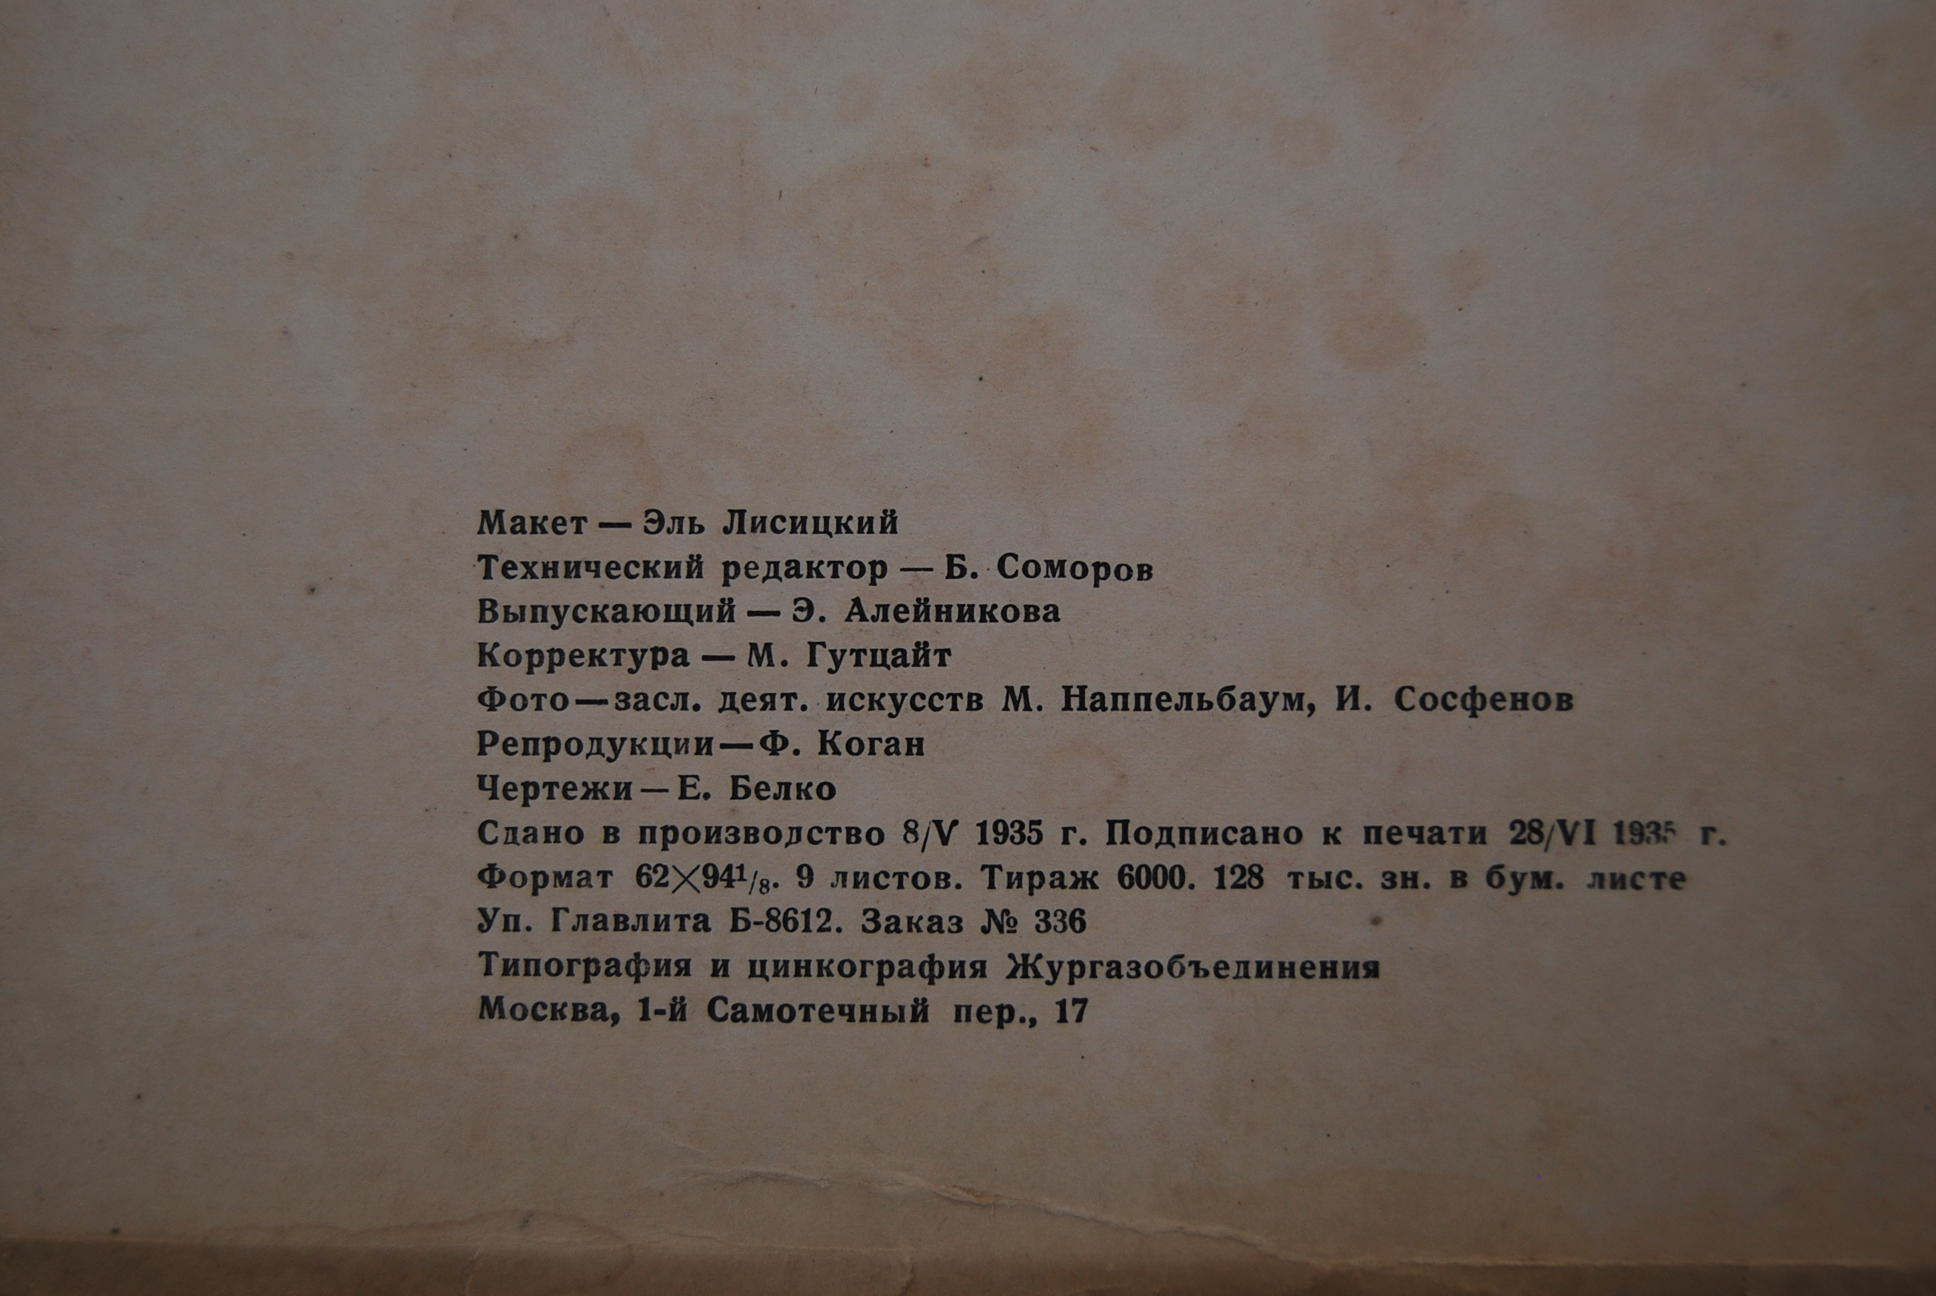 Макет — Эль Лисицкий
Технический редактор — Б. Соморов
Выпускающий — Э. Алейникова
Корректура — М. Гутцайт
Фото — засл. деят. искусств М. Наппельбаум, И. Сосфенов
Репродукции — Ф. Коган
Чертежи — Е. Белко
Сдано в производство 8/V 1935 г. Подписано к печати 28/VI 1935 г.
Формат 62×94¹/₈. 9 листов. Тираж 6000. 128 тыс. зн. в бум. листе
Уп. Главлита Б-8612. Заказ № 336
Типография и цинкография Жургазобъединения
Москва, 1-й Самотечный пер., 17